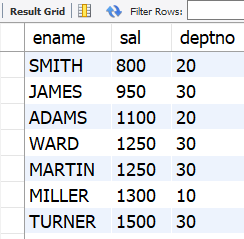 Result Grid Filter Rows:
ename sal deptno
SMITH 800 20
JAMES 950 30
ADAMS 1100 20
WARD 1250 30
MARTIN 1250 30
MILLER 1300 10
TURNER 1500 30